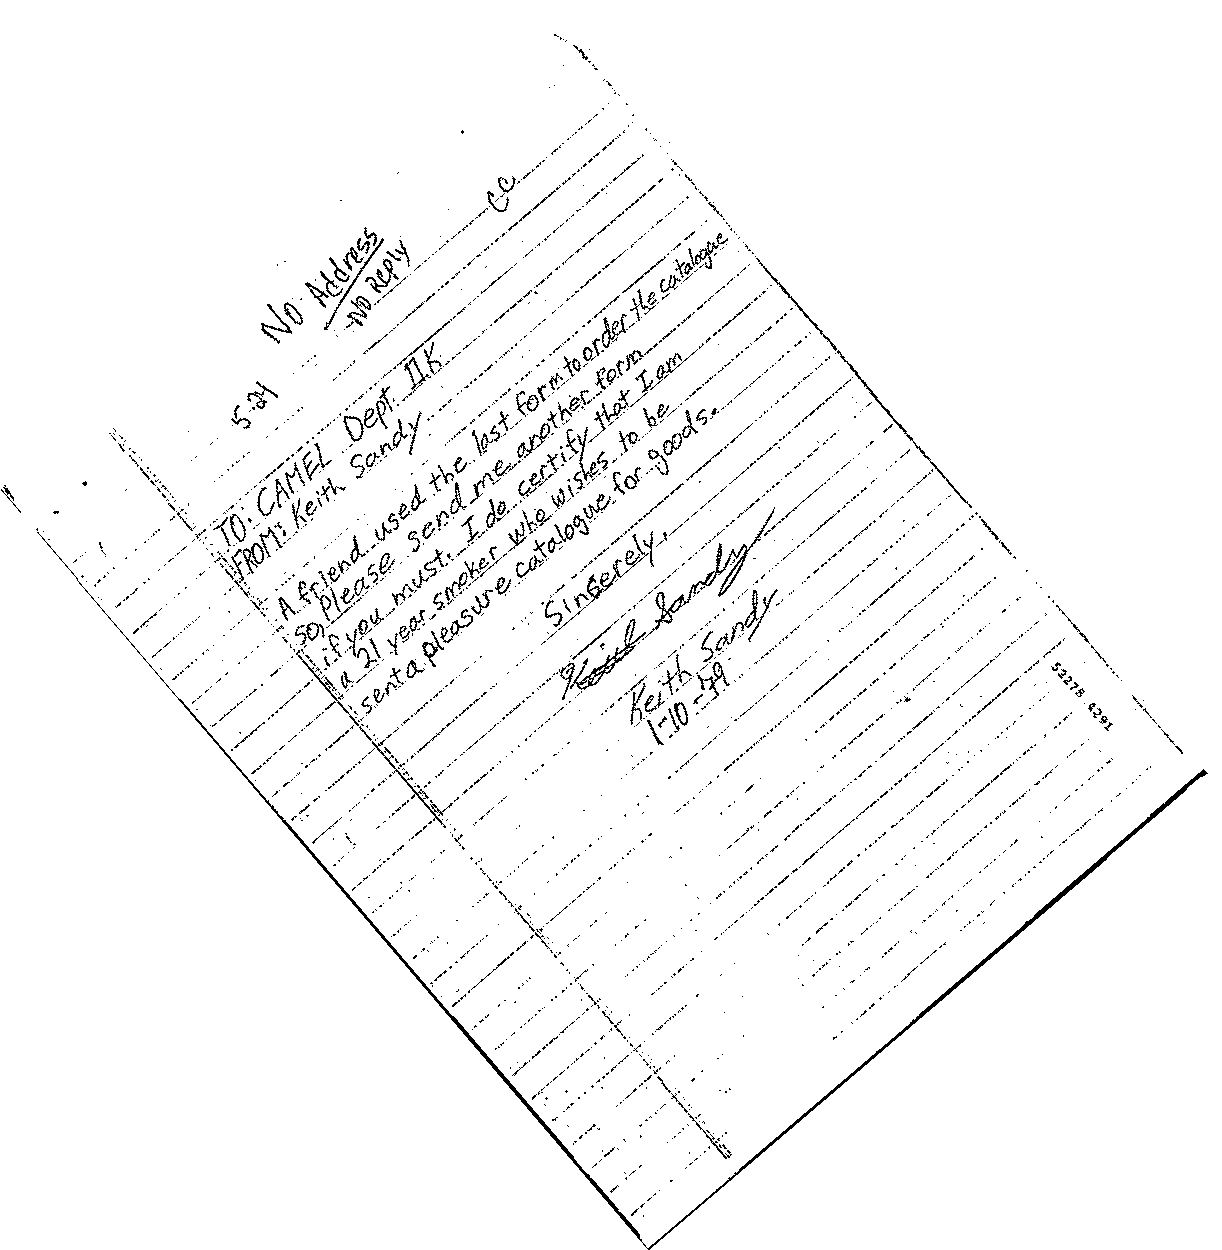 CC
No Address
NO Reply
5-24
TO: CAMEL Dept. IIK
FROM: Keith Sandy
A friend used the last form to order the catalogue
so, Please send me another form
if you must. I do certify that I am
a 21 year smoker who wishes to be
sent a pleasure catalogue for goods.
Sincerely,
Keith Sandy
Keith Sandy
1-10-79
52278 4291